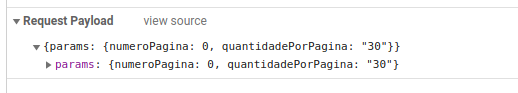 Request Payload view source
{params: {numeroPagina: 0, quantidadePorPagina: "30"}}
params: {numeroPagina: 0, quantidadePorPagina: "30"}